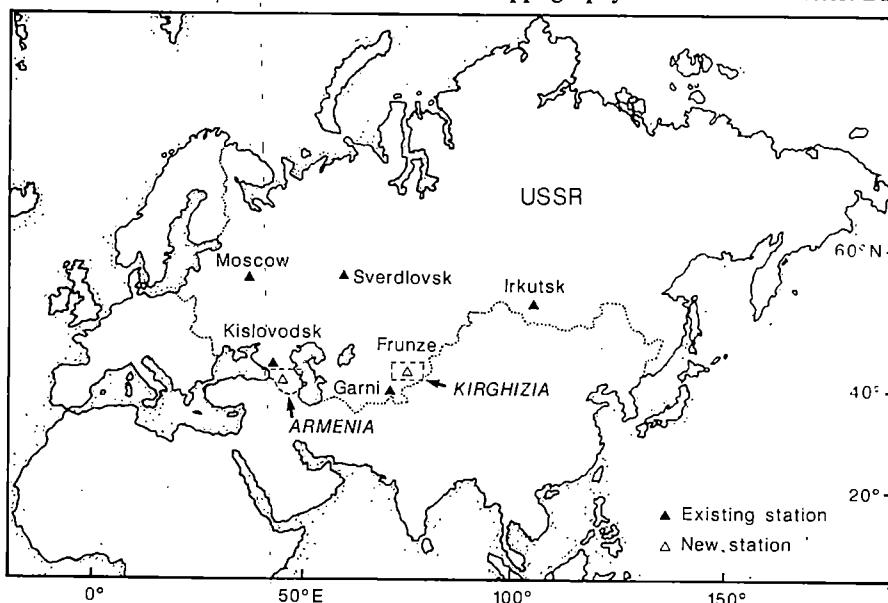 USSR
60° N
Moscow
Sverdlovsk
Irkutsk
Kislovodsk
Frunze
Garni
KIRGHIZIA
40°
ARMENIA
20°
▲ Existing station
△ New station
0°
50°E
100°
150°